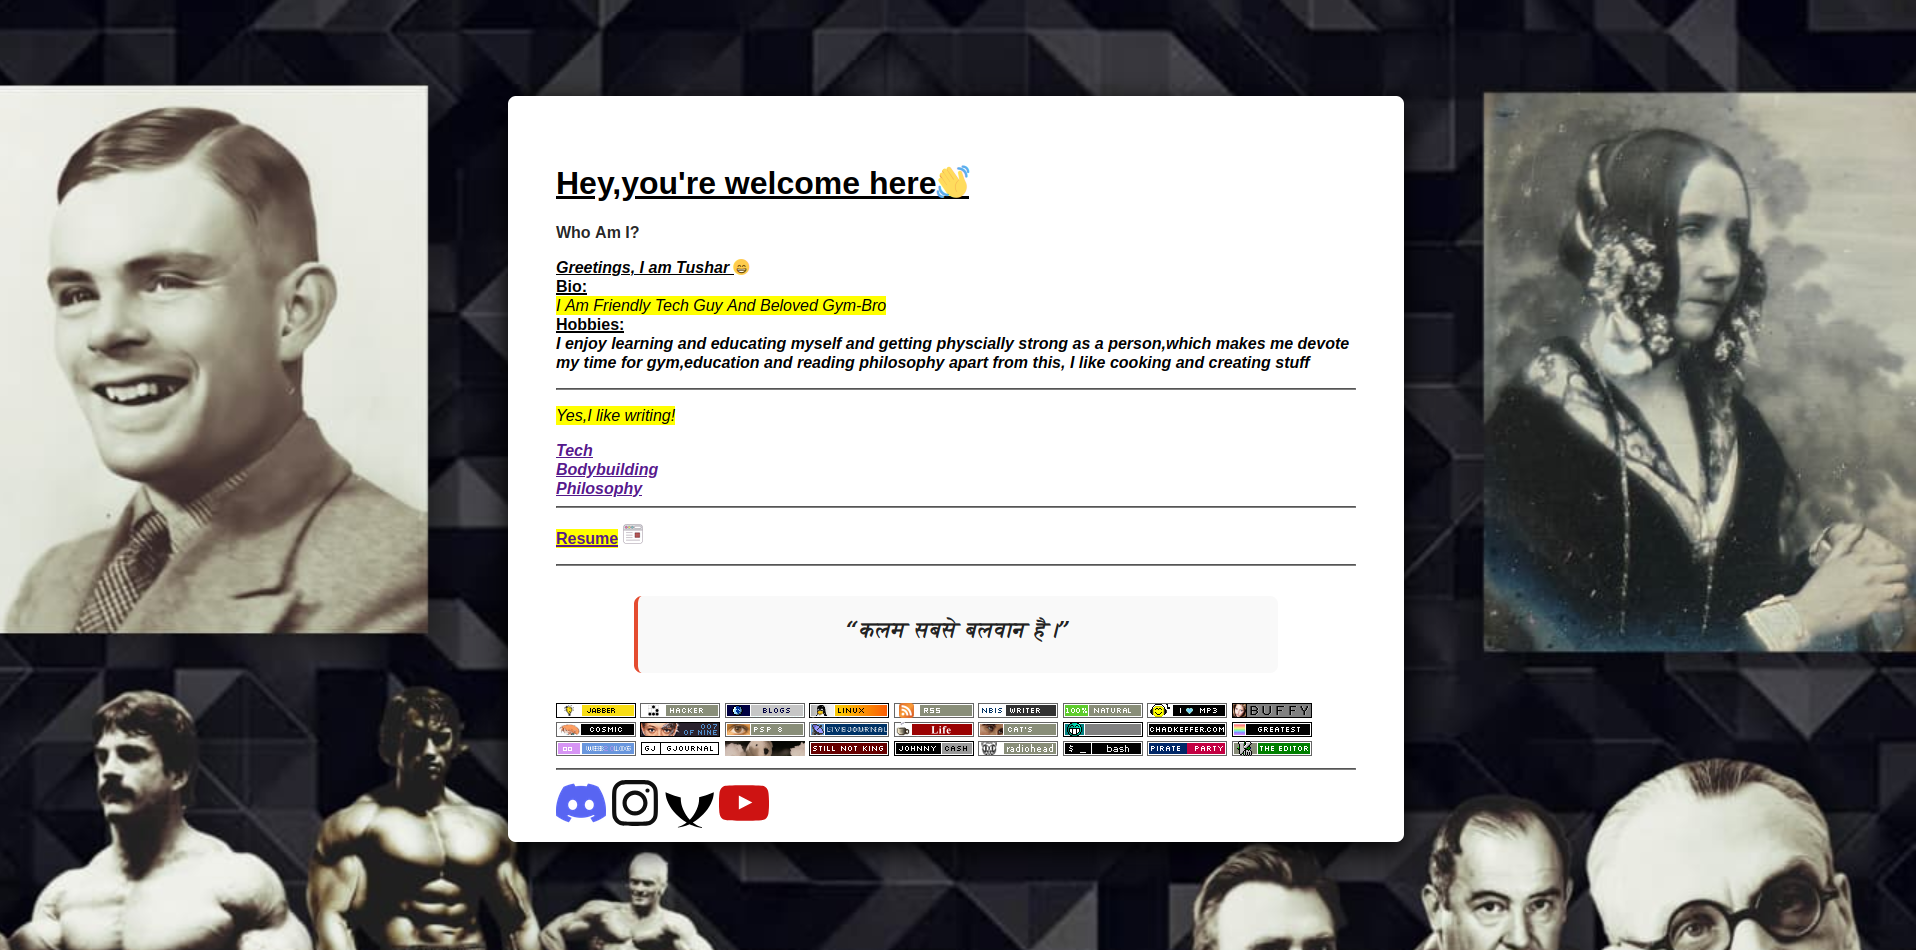 Hey,you're welcome here👋
Who Am I?
Greetings, I am Tushar 😄
Bio:
I Am Friendly Tech Guy And Beloved Gym-Bro
Hobbies:
I enjoy learning and educating myself and getting physcially strong as a person,which makes me devote
my time for gym,education and reading philosophy apart from this, I like cooking and creating stuff
Yes,I like writing!
Tech
Bodybuilding
Philosophy
Resume
“कलम सबसे बलवान है।”
JABBER HACKER BLOGS LINUX RSS NBIS WRITER 100% NATURAL I ♥ MP3 BUFFY
COSMIC 007 OF NINE PSP 8 LIVEJOURNAL Life CAT'S CHADKEFFER.COM GREATEST
GJ GJOURNAL STILL NOT KING JOHNNY CASH radiohead $ _ bash PIRATE PARTY THE EDITOR